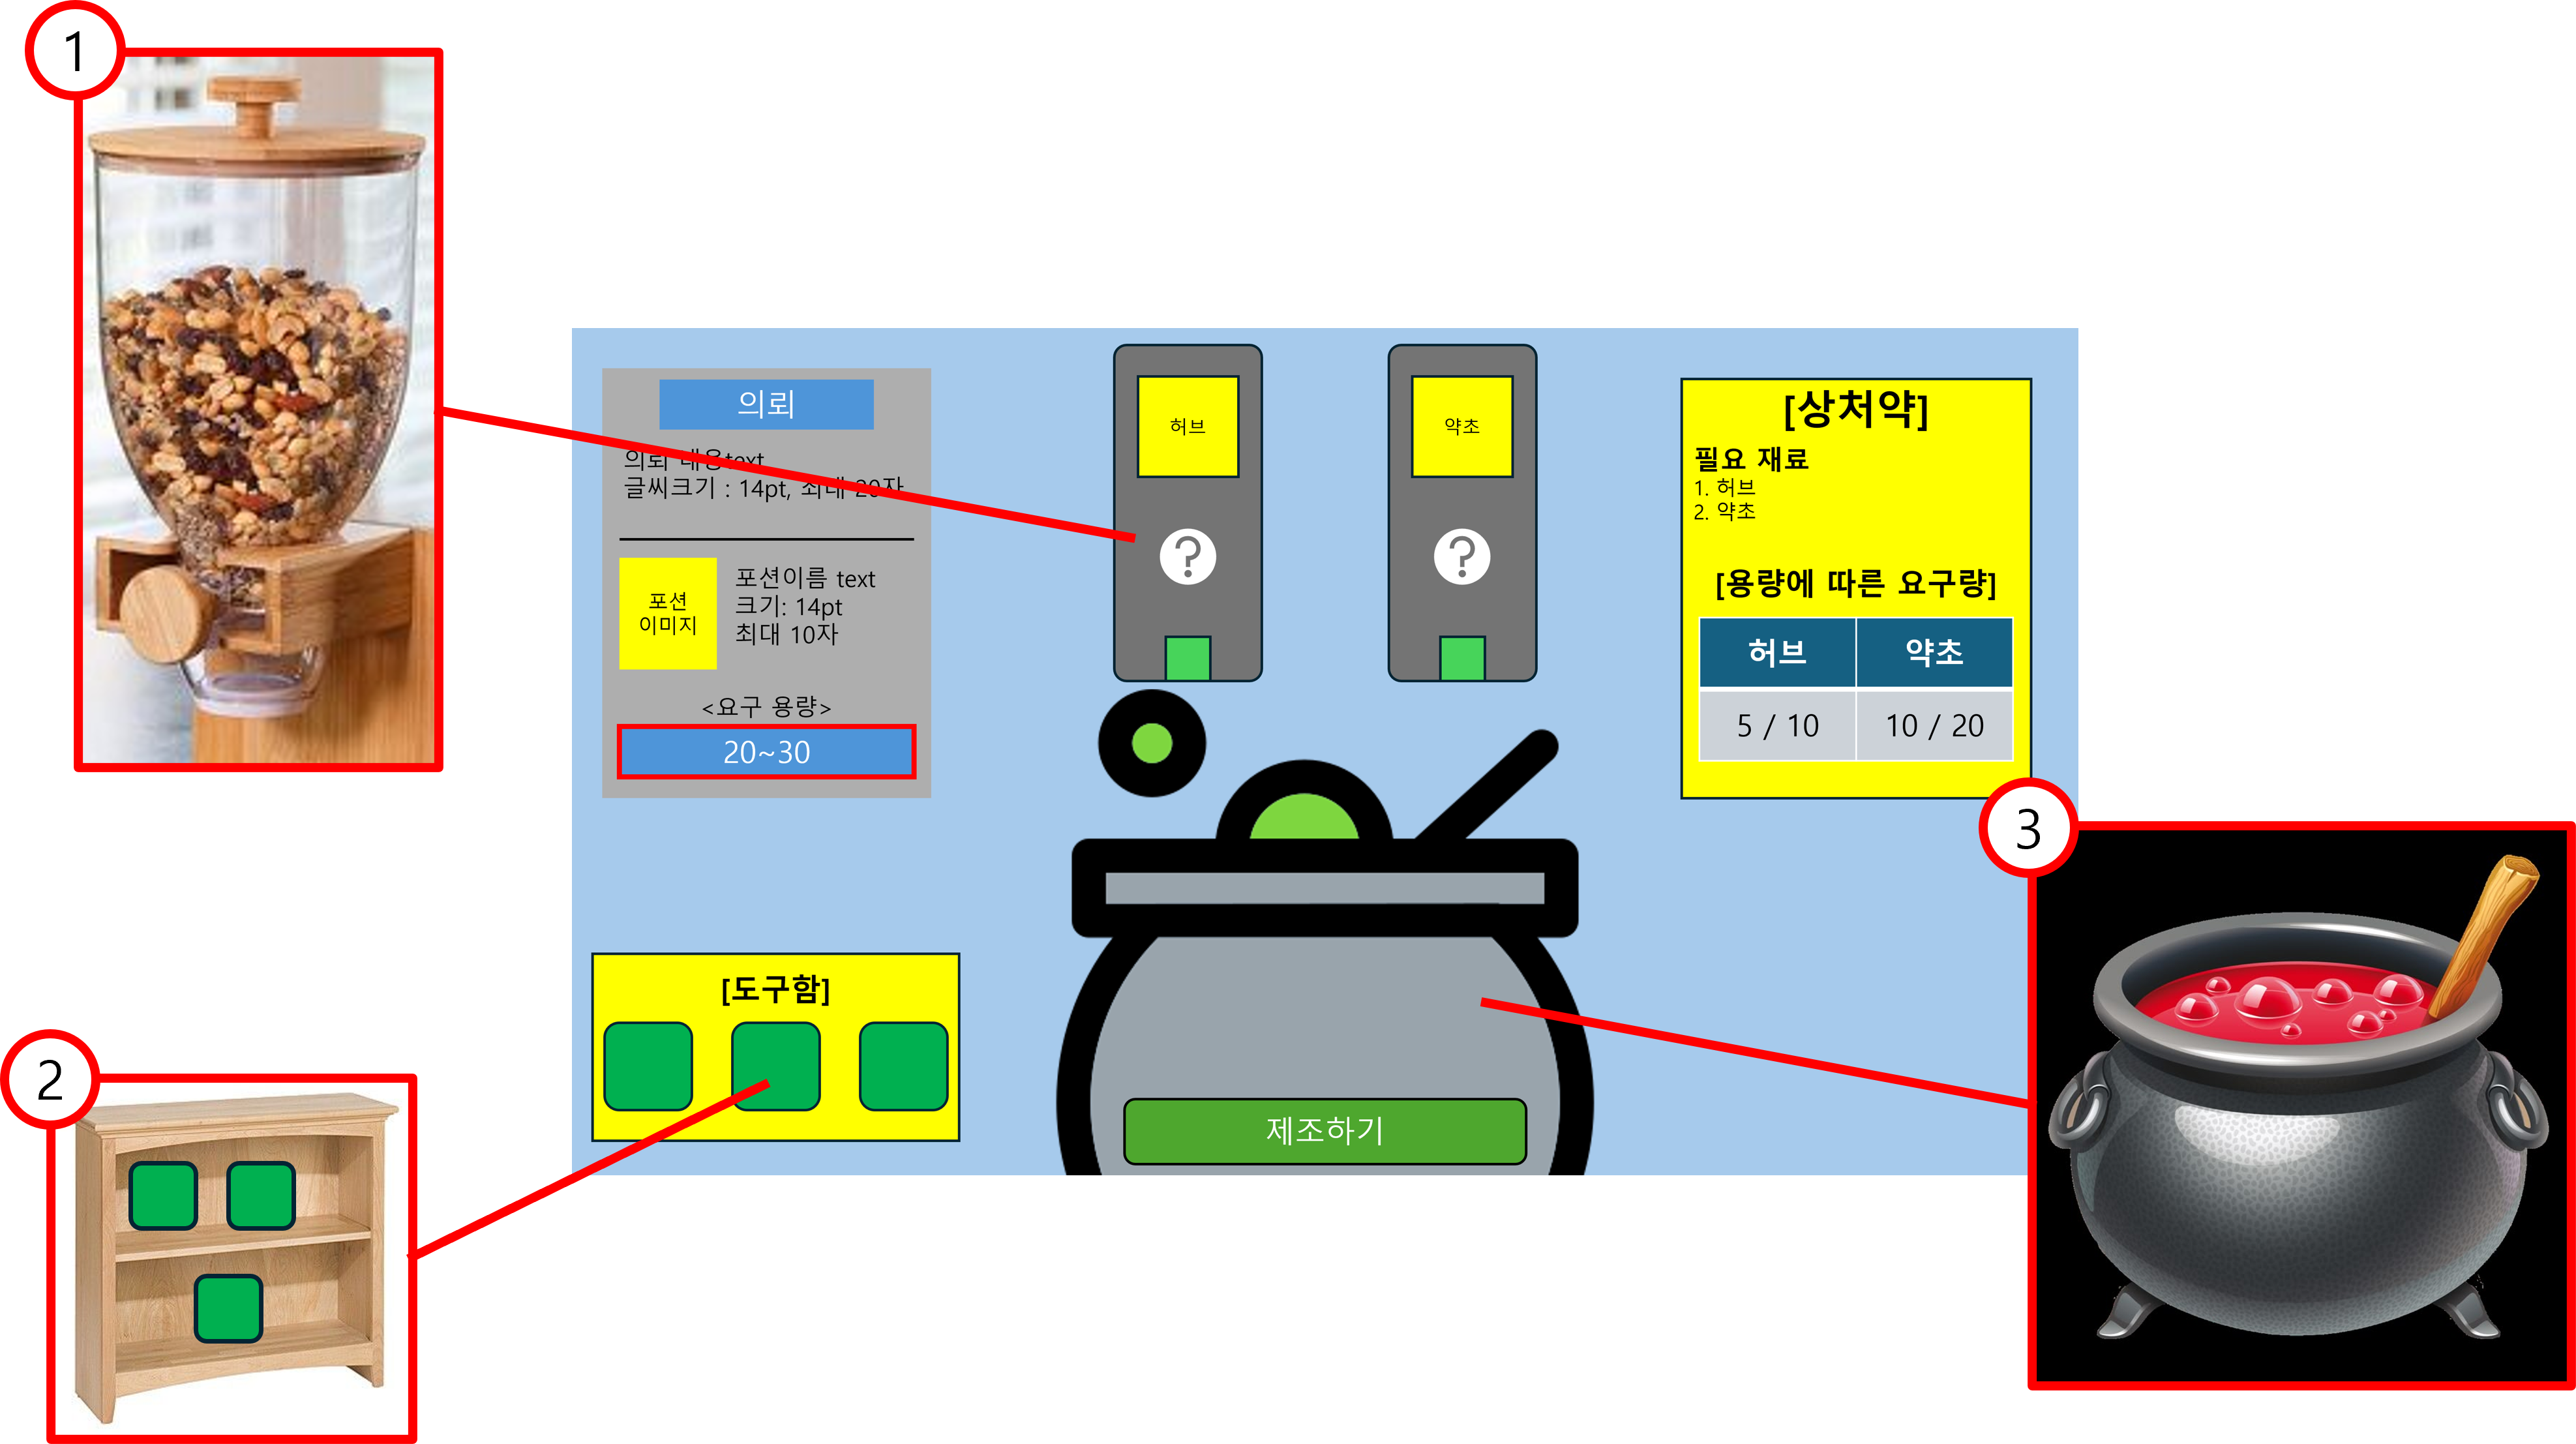 1
의뢰
의뢰 내용text
글씨크기 : 14pt, 최대 20자
포션
이미지
포션이름 text
크기: 14pt
최대 10자
<요구 용량>
20~30
허브
?
약초
?
[상처약]
필요 재료
1. 허브
2. 약초
[용량에 따른 요구량]
허브 약초
5 / 10 10 / 20
3
[도구함]
2
제조하기